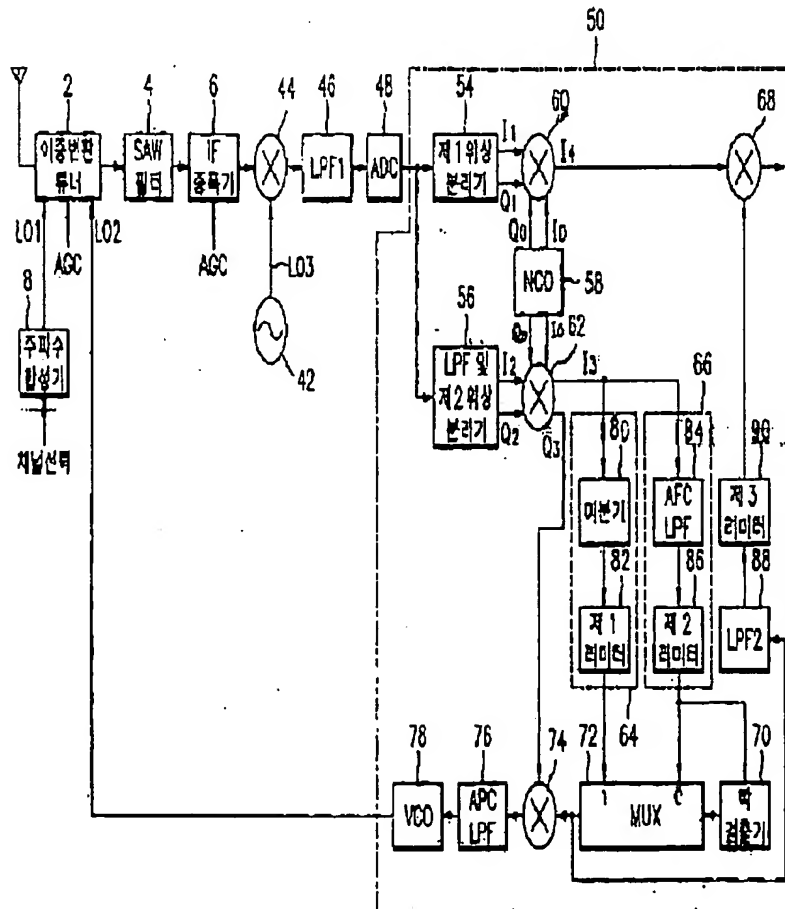 50
2
4
6
44
46
48
54
60
68
이중변환
튜너
SAW
필터
IF
증폭기
LPF1
ADC
제1위상
분리기
I1
Q1
I4
LO1
LO2
AGC
AGC
LO3
Q0
I0
NCO
58
8
주파수
합성기
42
56
62
LPF 및
제2위상
분리기
I2
Q2
I3
Q3
66
채널선택
80
84
90
미분기
AFC
LPF
제3
리미터
82
86
88
제1
리미터
제2
리미터
LPF2
78
76
74
72
64
70
VCO
APC
LPF
1
MUX
락
검출기